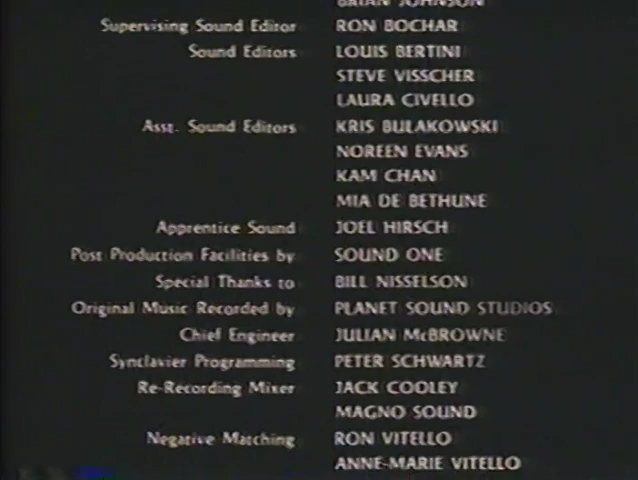 BRIAN JOHNSON
Supervising Sound Editor RON BOCHAR
Sound Editors LOUIS BERTINI
STEVE VISSCHER
LAURA CIVELLO
Asst. Sound Editors KRIS BULAKOWSKI
NOREEN EVANS
KAM CHAN
MIA DE BETHUNE
Apprentice Sound JOEL HIRSCH
Post Production Facilities by SOUND ONE
Special Thanks to BILL NISSELSON
Original Music Recorded by PLANET SOUND STUDIOS
Chief Engineer JULIAN McBROWNE
Synclavier Programming PETER SCHWARTZ
Re-Recording Mixer JACK COOLEY
MAGNO SOUND
Negative Matching RON VITELLO
ANNE-MARIE VITELLO